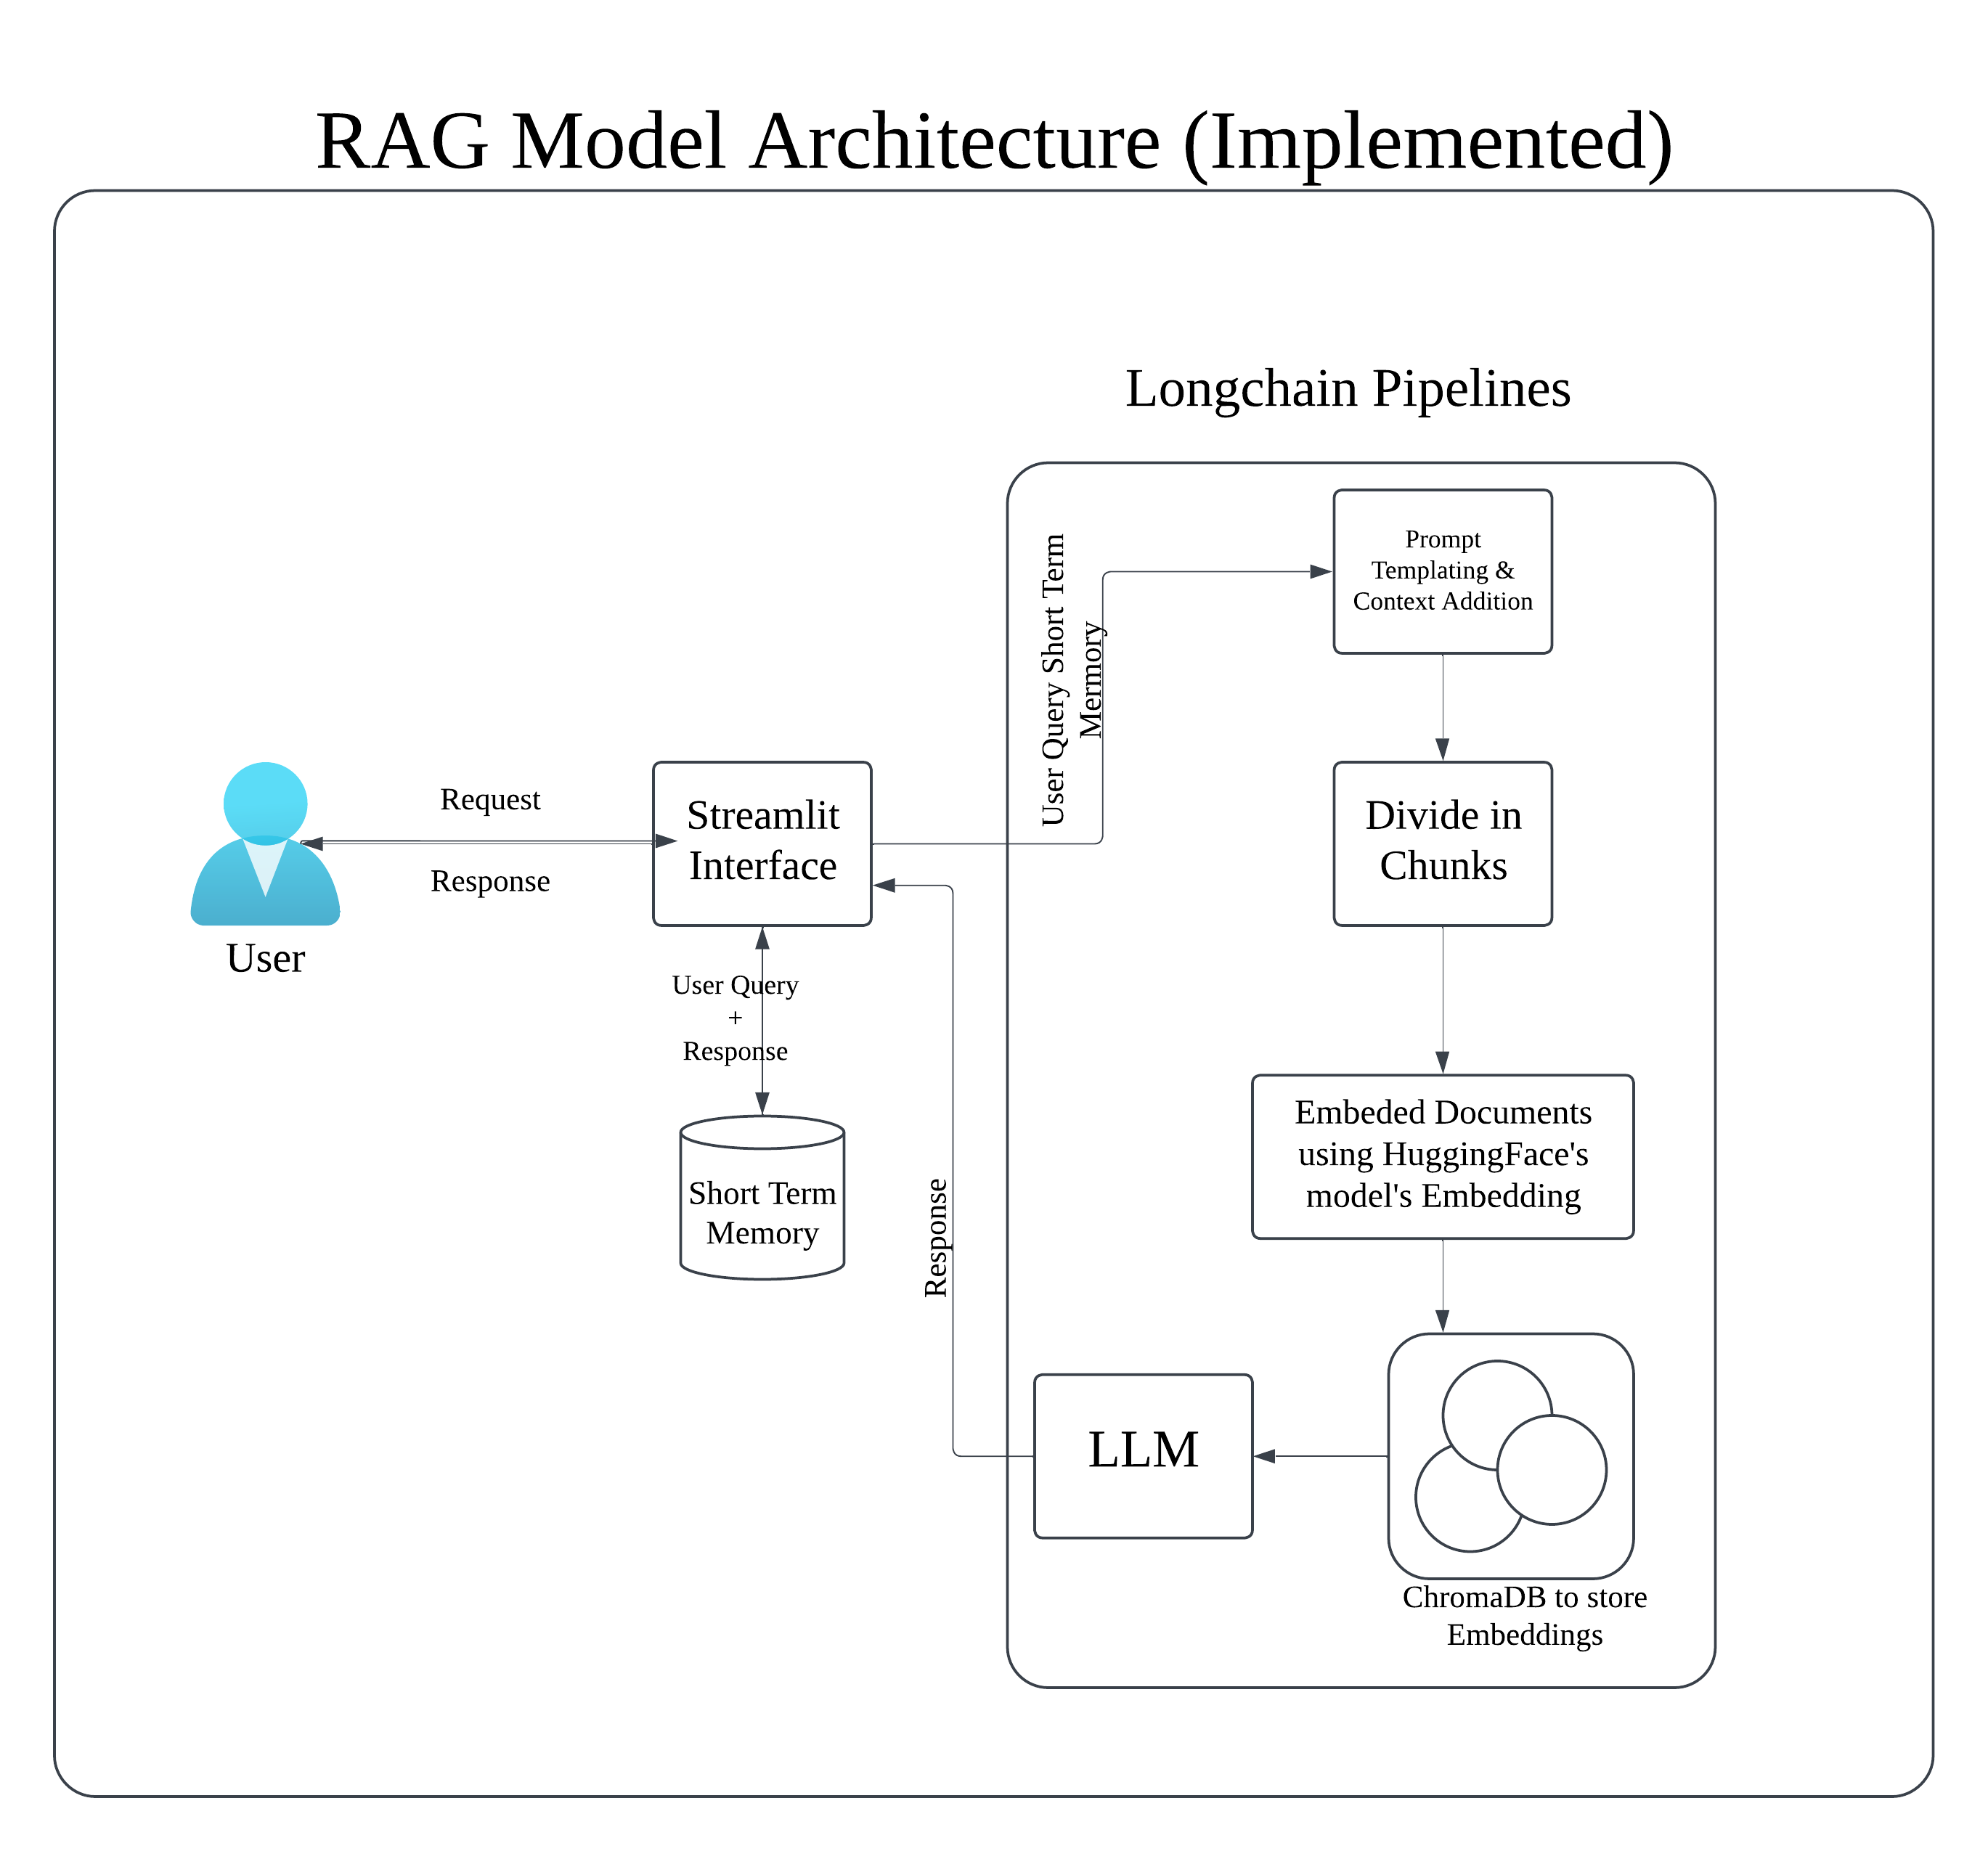 RAG Model Architecture (Implemented)
Longchain Pipelines
Prompt
Templating &
Context Addition
User Query Short Term
Mermory
Request
Response
User
Streamlit
Interface
Divide in
Chunks
User Query
+
Response
Short Term
Memory
Embeded Documents
using HuggingFace's
model's Embedding
Response
LLM
ChromaDB to store
Embeddings